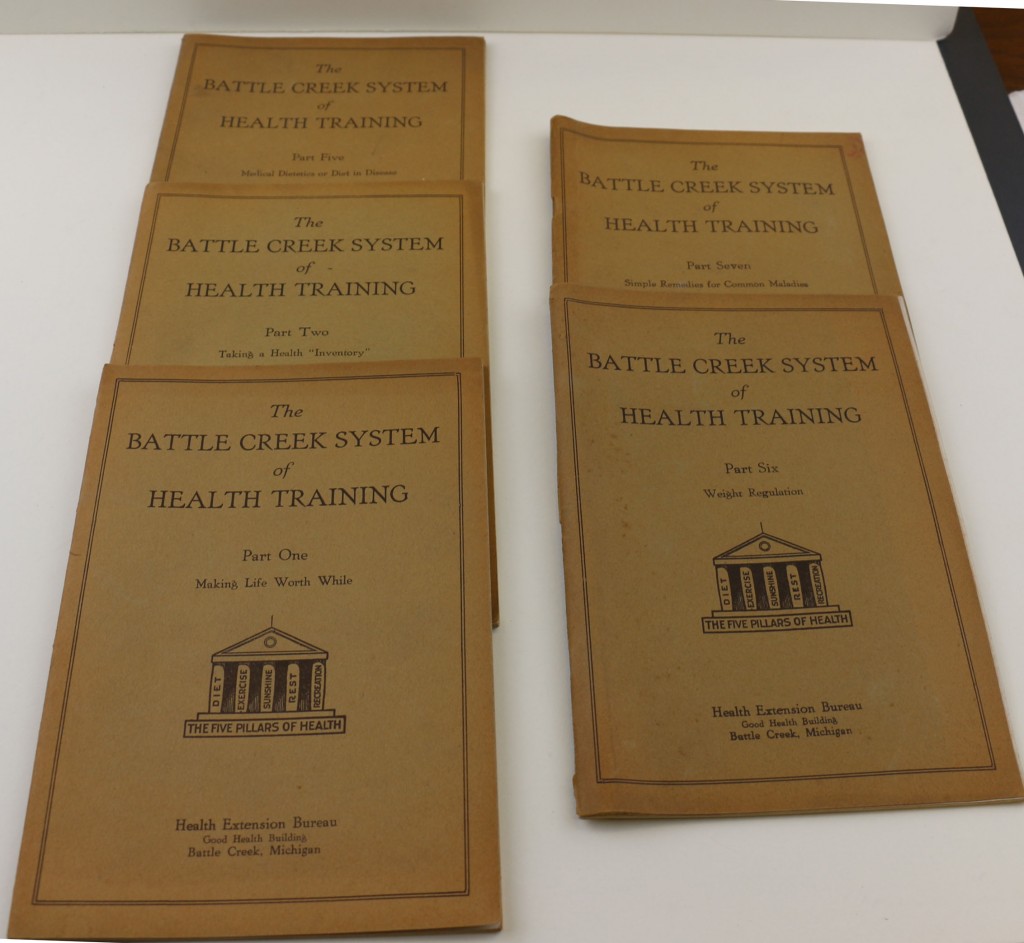 The
BATTLE CREEK SYSTEM
of
HEALTH TRAINING
Part Five
Medical Dietetics or Diet in Disease
The
BATTLE CREEK SYSTEM
of
HEALTH TRAINING
Part Two
Taking a Health "Inventory"
The
BATTLE CREEK SYSTEM
of
HEALTH TRAINING
Part One
Making Life Worth While
DIET
EXERCISE
SUNSHINE
REST
RECREATION
THE FIVE PILLARS OF HEALTH
Health Extension Bureau
Good Health Building
Battle Creek, Michigan
The
BATTLE CREEK SYSTEM
of
HEALTH TRAINING
Part Seven
Simple Remedies for Common Maladies
The
BATTLE CREEK SYSTEM
of
HEALTH TRAINING
Part Six
Weight Regulation
DIET
EXERCISE
SUNSHINE
REST
RECREATION
THE FIVE PILLARS OF HEALTH
Health Extension Bureau
Good Health Building
Battle Creek, Michigan